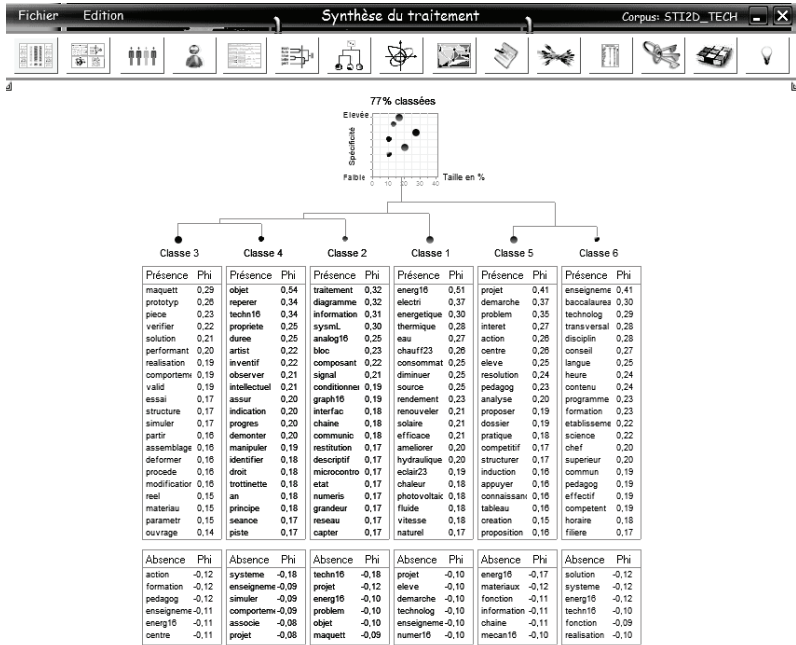 Fichier Edition Synthèse du traitement Corpus: STI2D_TECH
77% classées
Elevée
Spécificité
Faible
0 10 20 30 40 Taille en %
Classe 3 Classe 4 Classe 2 Classe 1 Classe 5 Classe 6
Présence Phi Présence Phi Présence Phi Présence Phi Présence Phi Présence Phi
maquett 0,29 objet 0,54 traitement 0,32 energ16 0,51 projet 0,41 enseigneme 0,41
prototyp 0,26 reperer 0,34 diagramme 0,32 electri 0,37 demarche 0,37 baccalaurea 0,30
piece 0,23 techn16 0,34 information 0,31 energetique 0,30 problem 0,35 technolog 0,29
verifier 0,22 propriete 0,25 sysmL 0,30 thermique 0,28 interet 0,27 transversal 0,28
solution 0,21 duree 0,25 analog16 0,25 eau 0,27 action 0,26 disciplin 0,28
performant 0,20 artist 0,22 bloc 0,23 chauff23 0,26 centre 0,26 conseil 0,27
realisation 0,19 inventif 0,22 composant 0,22 consommat 0,25 eleve 0,25 langue 0,25
comporteme 0,19 observer 0,21 signal 0,21 diminuer 0,25 resolution 0,24 heure 0,24
valid 0,19 intellectuel 0,21 conditionner 0,19 source 0,25 pedagog 0,23 contenu 0,24
essai 0,17 assur 0,20 graph16 0,19 rendement 0,23 analyse 0,20 programme 0,23
structure 0,17 indication 0,20 interfac 0,18 renouveler 0,21 proposer 0,19 formation 0,23
simuler 0,17 progres 0,20 chaine 0,18 solaire 0,21 dossier 0,19 etablisseme 0,22
partir 0,16 demonter 0,20 communic 0,18 efficace 0,21 pratique 0,18 science 0,22
assemblage 0,16 manipuler 0,19 restitution 0,17 ameliorer 0,20 competitif 0,17 chef 0,20
deformer 0,16 identifier 0,18 descriptif 0,17 hydraulique 0,20 structurer 0,17 superieur 0,20
procede 0,16 droit 0,18 microcontro 0,17 eclair23 0,19 induction 0,16 commun 0,19
modification 0,16 trottinette 0,18 etat 0,17 chaleur 0,18 appuyer 0,16 pedagog 0,19
reel 0,15 an 0,18 numeris 0,17 photovoltaic 0,18 connaissanc 0,16 effectif 0,19
materiau 0,15 principe 0,18 grandeur 0,17 fluide 0,18 tableau 0,16 competent 0,19
parametr 0,15 seance 0,17 reseau 0,17 vitesse 0,18 creation 0,15 horaire 0,18
ouvrage 0,14 piste 0,17 capter 0,17 naturel 0,17 proposition 0,16 filiere 0,17
Absence Phi Absence Phi Absence Phi Absence Phi Absence Phi Absence Phi
action -0,12 systeme -0,18 techn16 -0,18 projet -0,10 energ16 -0,17 solution -0,12
formation -0,12 enseigneme -0,09 projet -0,12 eleve -0,10 materiaux -0,12 systeme -0,12
pedagog -0,12 simuler -0,09 energ16 -0,10 demarche -0,10 fonction -0,11 energ16 -0,12
enseigneme -0,11 comporteme -0,09 problem -0,10 technolog -0,10 information -0,11 techn16 -0,10
energ16 -0,11 associe -0,08 objet -0,10 enseigneme -0,10 chaine -0,11 fonction -0,09
centre -0,11 projet -0,08 maquett -0,09 numer16 -0,10 mecan16 -0,10 realisation -0,10